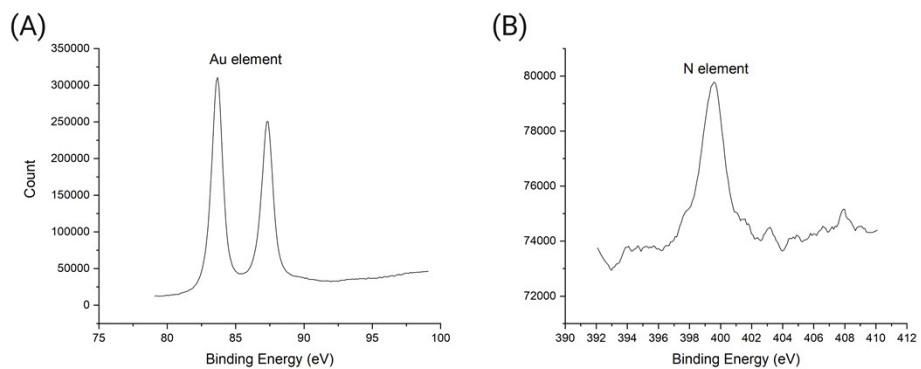 (A)
Au element
350000
300000
250000
200000
150000
100000
50000
0
Count
75 80 85 90 95 100
Binding Energy (eV)
(B)
N element
80000
78000
76000
74000
72000
390 392 394 396 398 400 402 404 406 408 410 412
Binding Energy (eV)